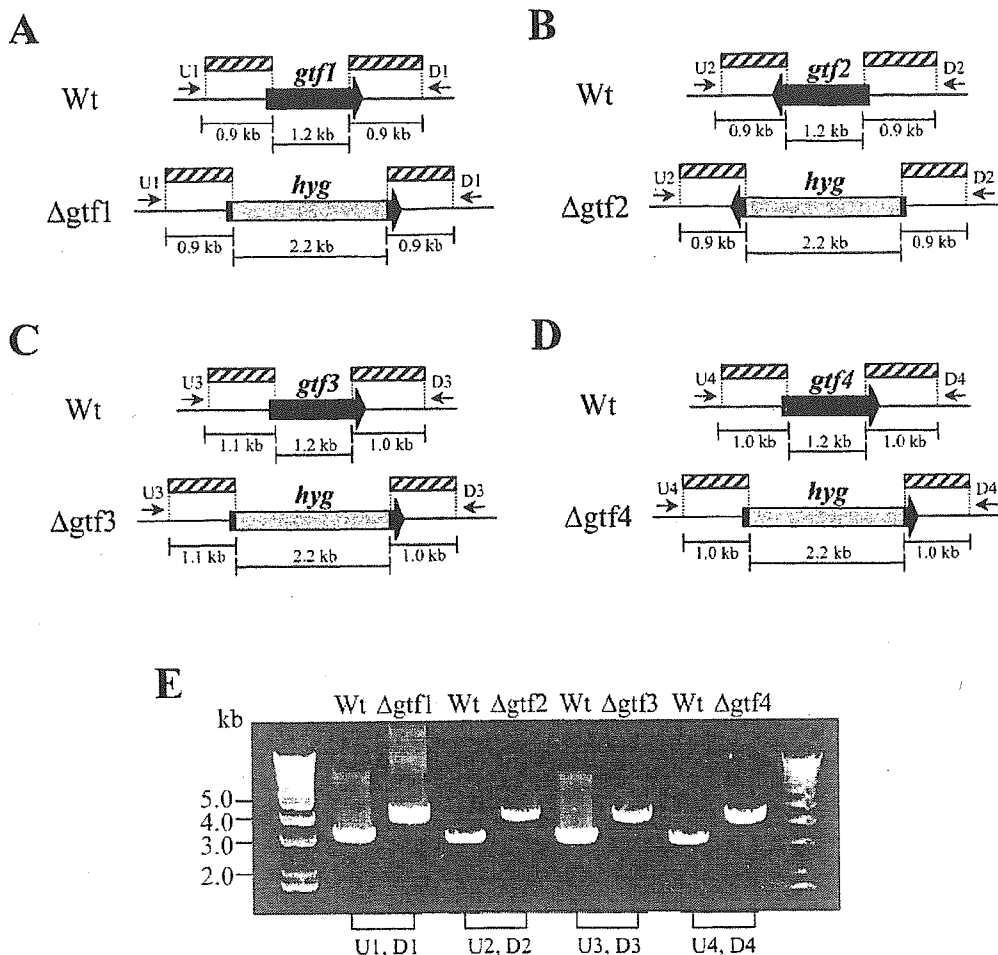 A
U1
gtf1
D1
Wt
0.9 kb
1.2 kb
0.9 kb
U1
hyg
D1
Δgtf1
0.9 kb
2.2 kb
0.9 kb
B
U2
gtf2
D2
Wt
0.9 kb
1.2 kb
0.9 kb
U2
hyg
D2
Δgtf2
0.9 kb
2.2 kb
0.9 kb
C
U3
gtf3
D3
Wt
1.1 kb
1.2 kb
1.0 kb
U3
hyg
D3
Δgtf3
1.1 kb
2.2 kb
1.0 kb
D
U4
gtf4
D4
Wt
1.0 kb
1.2 kb
1.0 kb
U4
hyg
D4
Δgtf4
1.0 kb
2.2 kb
1.0 kb
E
Wt Δgtf1 Wt Δgtf2 Wt Δgtf3 Wt Δgtf4
kb
5.0
4.0
3.0
2.0
U1, D1 U2, D2 U3, D3 U4, D4